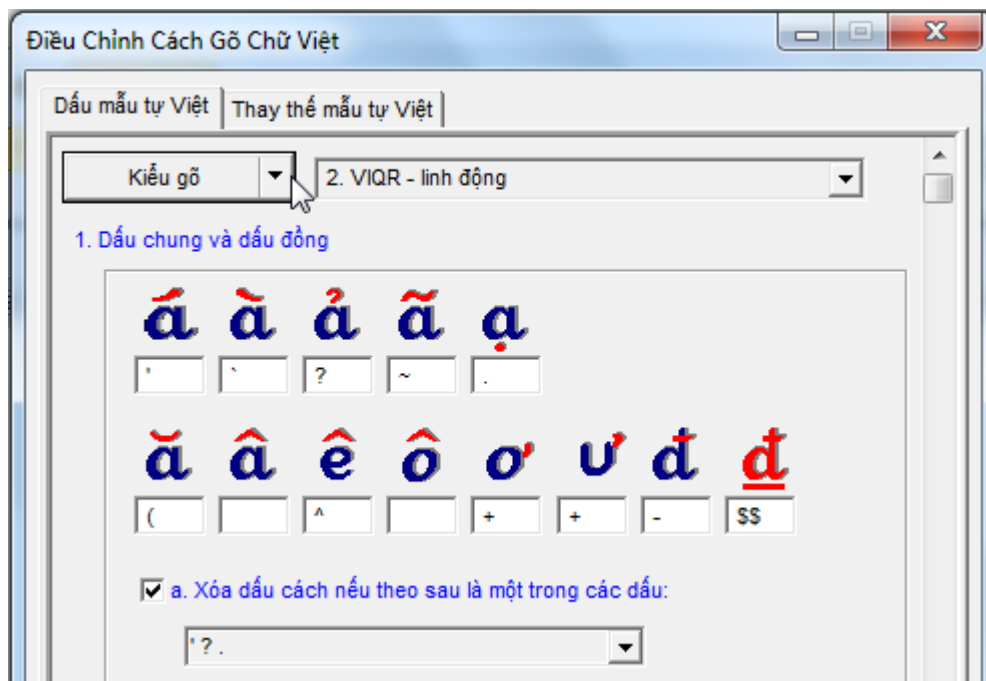 Điều Chỉnh Cách Gõ Chữ Việt
Dấu mẫu tự Việt Thay thế mẫu tự Việt
Kiểu gõ 2. VIQR - linh động
1. Dấu chung và dấu đồng
á à ả ã ạ
' ` ? ~ .
ă â ê ô ơ ư đ đ
( ^ + + - $$
a. Xóa dấu cách nếu theo sau là một trong các dấu:
' ? .